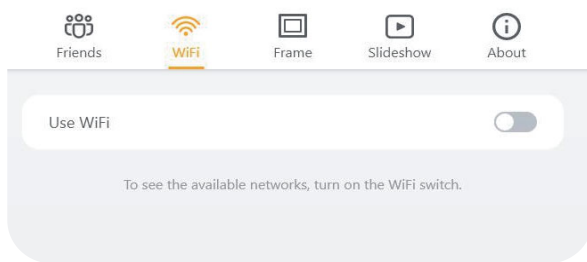 Friends WiFi Frame Slideshow About
Use WiFi
To see the available networks, turn on the WiFi switch.